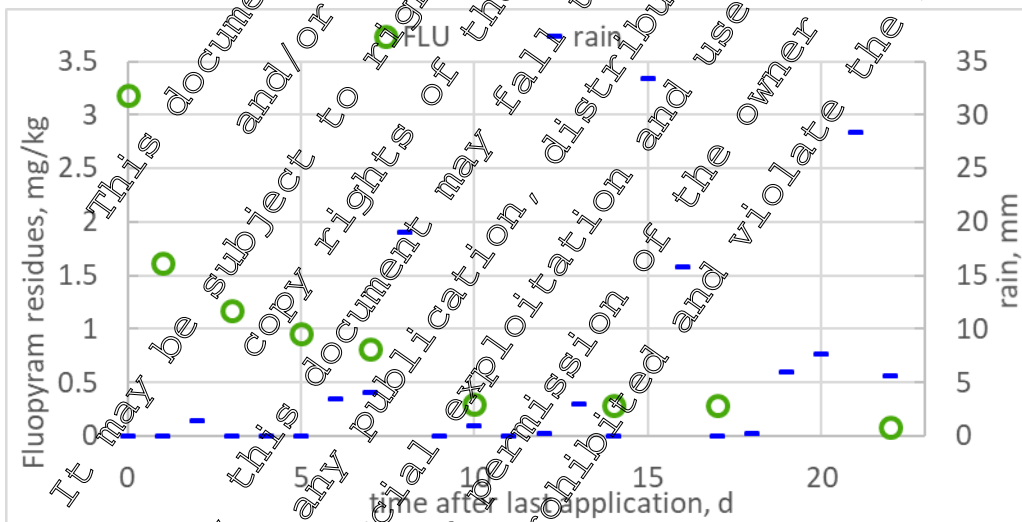 FLU rain
3.5 35
3 30
2.5 25
2 20
1.5 15
1 10
0.5 5
0 0
0 5 10 15 20
Fluopyram residues, mg/kg
rain, mm
time after last application, d
This docume
It may be subject to rig
and/or copy rights of th
this document may fall u
any publication, distribu
cial exploitation and use
permission of the owner
ohibited and violate the